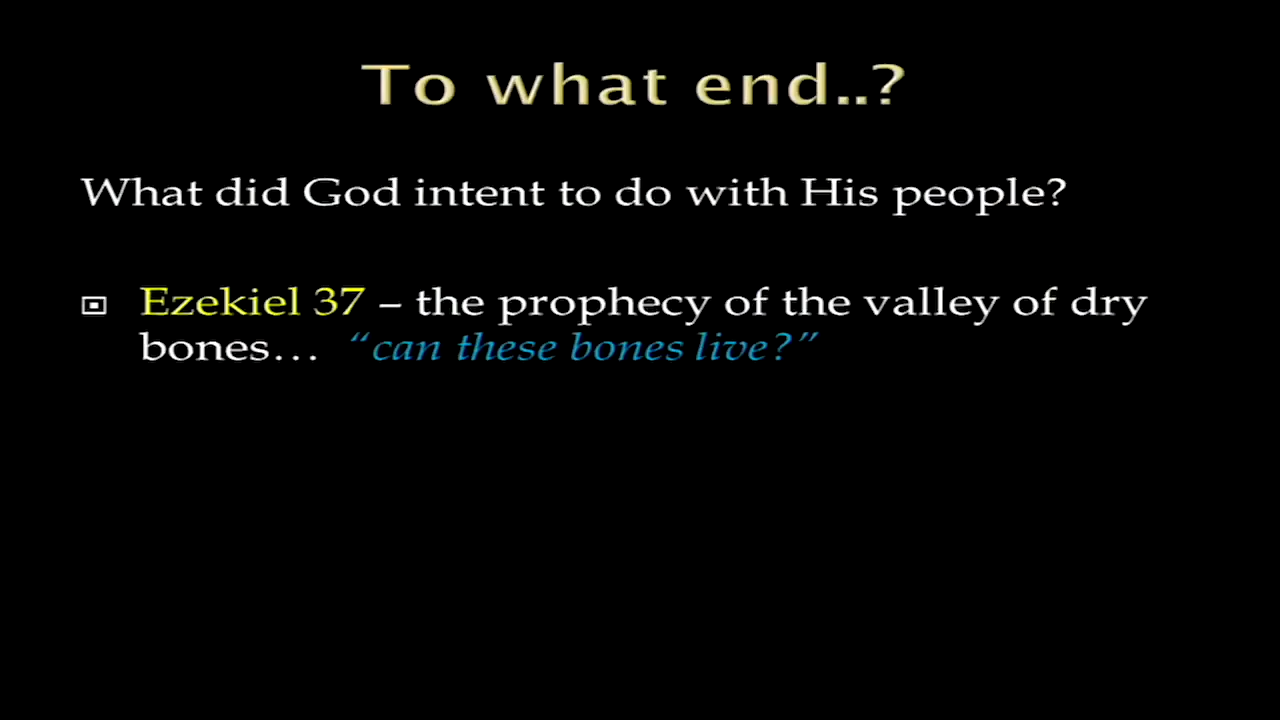 To what end..?
What did God intent to do with His people?
Ezekiel 37 – the prophecy of the valley of dry
bones… “can these bones live?”